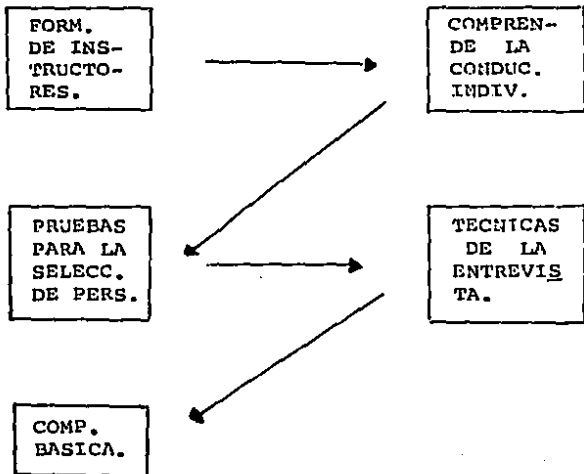 FORM.
DE INS-
TRUCTO-
RES.
COMPREN-
DE LA
CONDUC.
INDIV.
PRUEBAS
PARA LA
SELECC.
DE PERS.
TECNICAS
DE LA
ENTREVIS
TA.
COMP.
BASICA.